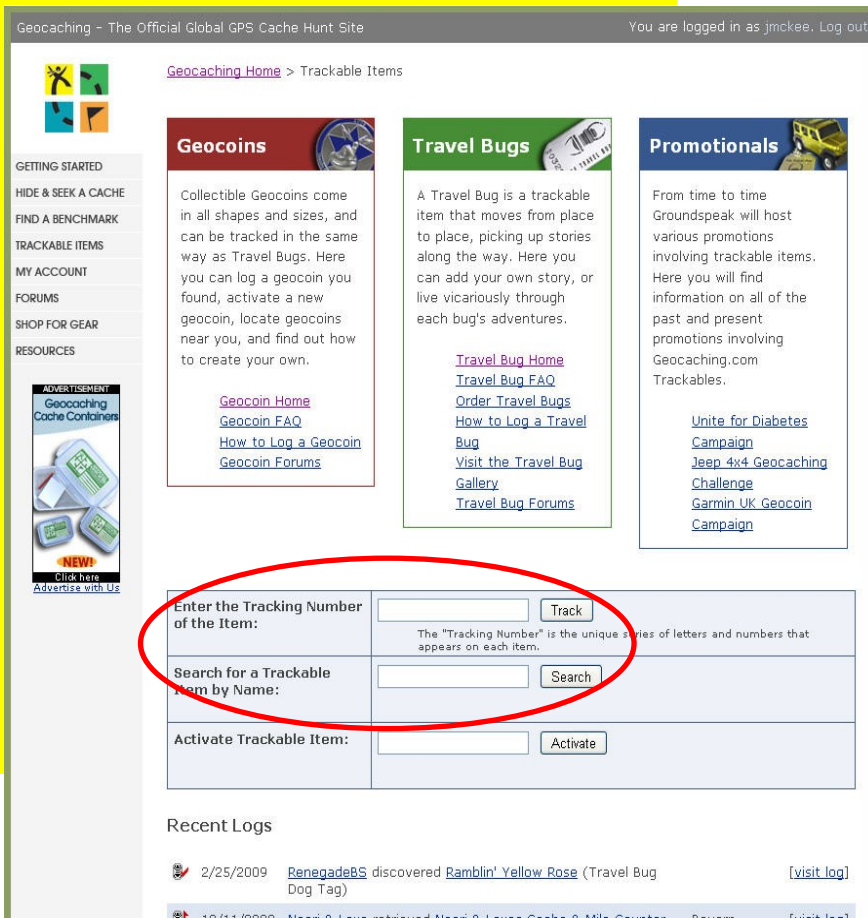 Geocaching - The Official Global GPS Cache Hunt Site
You are logged in as jmckee. Log out
Geocaching Home > Trackable Items
GETTING STARTED
HIDE & SEEK A CACHE
FIND A BENCHMARK
TRACKABLE ITEMS
MY ACCOUNT
FORUMS
SHOP FOR GEAR
RESOURCES
ADVERTISEMENT
Geocaching
Cache Containers
NEW!
Click here
Advertise with Us
Geocoins
Collectible Geocoins come
in all shapes and sizes, and
can be tracked in the same
way as Travel Bugs. Here
you can log a geocoin you
found, activate a new
geocoin, locate geocoins
near you, and find out how
to create your own.
Geocoin Home
Geocoin FAQ
How to Log a Geocoin
Geocoin Forums
Travel Bugs
A Travel Bug is a trackable
item that moves from place
to place, picking up stories
along the way. Here you
can add your own story, or
live vicariously through
each bug's adventures.
Travel Bug Home
Travel Bug FAQ
Order Travel Bugs
How to Log a Travel
Bug
Visit the Travel Bug
Gallery
Travel Bug Forums
Promotionals
From time to time
Groundspeak will host
various promotions
involving trackable items.
Here you will find
information on all of the
past and present
promotions involving
Geocaching.com
Trackables.
Unite for Diabetes
Campaign
Jeep 4x4 Geocaching
Challenge
Garmin UK Geocoin
Campaign
Enter the Tracking Number
of the Item:
Track
The "Tracking Number" is the unique series of letters and numbers that
appears on each item.
Search for a Trackable
Item by Name:
Search
Activate Trackable Item:
Activate
Recent Logs
2/25/2009 RenegadeBS discovered Ramblin' Yellow Rose (Travel Bug
Dog Tag)
[visit log]